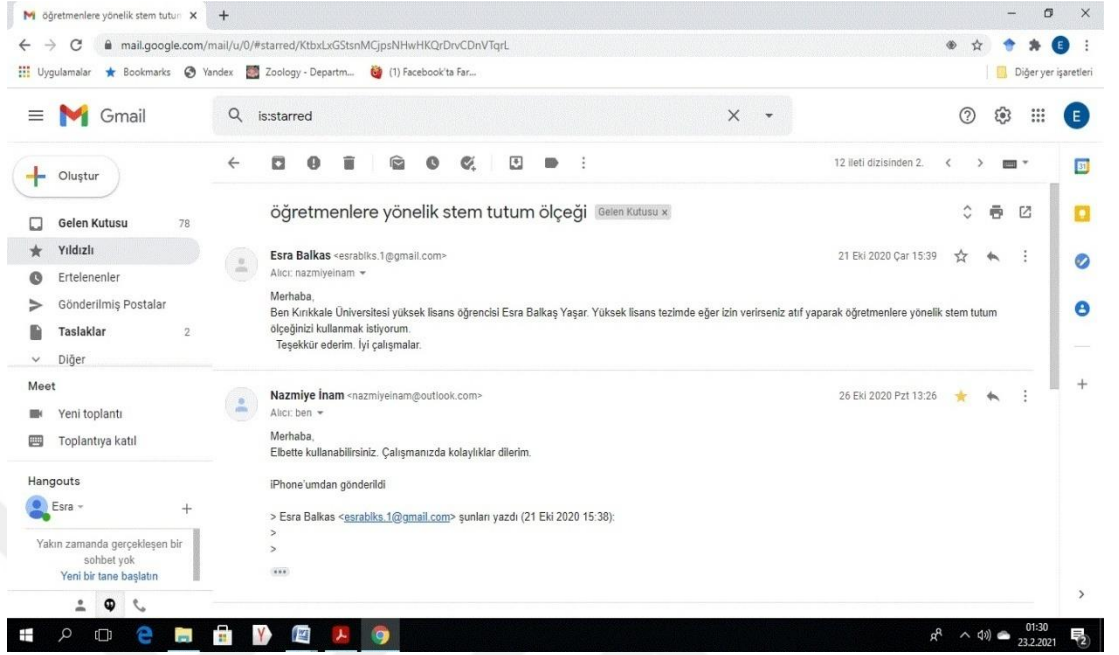 öğretmenlere yönelik stem tutun
mail.google.com/mail/u/0/#starred/KtbxLxGStsnMCjpsNHwHKQrDrvCDnVTqrL
E
Uygulamalar Bookmarks Yandex Zoology - Departm... (1) Facebook'ta Far... Diğer yer işaretleri
Gmail
is:starred
E
Oluştur
12 ileti dizisinden 2.
31
öğretmenlere yönelik stem tutum ölçeği Gelen Kutusu x
Gelen Kutusu 78
Yıldızlı
Ertelenenler
Gönderilmiş Postalar
Taslaklar 2
Diğer
Meet
Yeni toplantı
Toplantıya katıl
Hangouts
Esra
Yakın zamanda gerçekleşen bir
sohbet yok
Yeni bir tane başlatın
Esra Balkas <esrablks.1@gmail.com> 21 Eki 2020 Çar 15:39
Alıcı: nazmiyeinam
Merhaba,
Ben Kırıkkale Üniversitesi yüksek lisans öğrencisi Esra Balkaş Yaşar. Yüksek lisans tezimde eğer izin verirseniz atıf yaparak öğretmenlere yönelik stem tutum
ölçeğinizi kullanmak istiyorum.
Teşekkür ederim. İyi çalışmalar.
Nazmiye İnam <nazmiyeinam@outlook.com> 26 Eki 2020 Pzt 13:26
Alıcı: ben
Merhaba,
Elbette kullanabilirsiniz. Çalışmanızda kolaylıklar dilerim.
iPhone'umdan gönderildi
> Esra Balkas <esrablks.1@gmail.com> şunları yazdı (21 Eki 2020 15:38):
>
>
01:30
23.2.2021
2